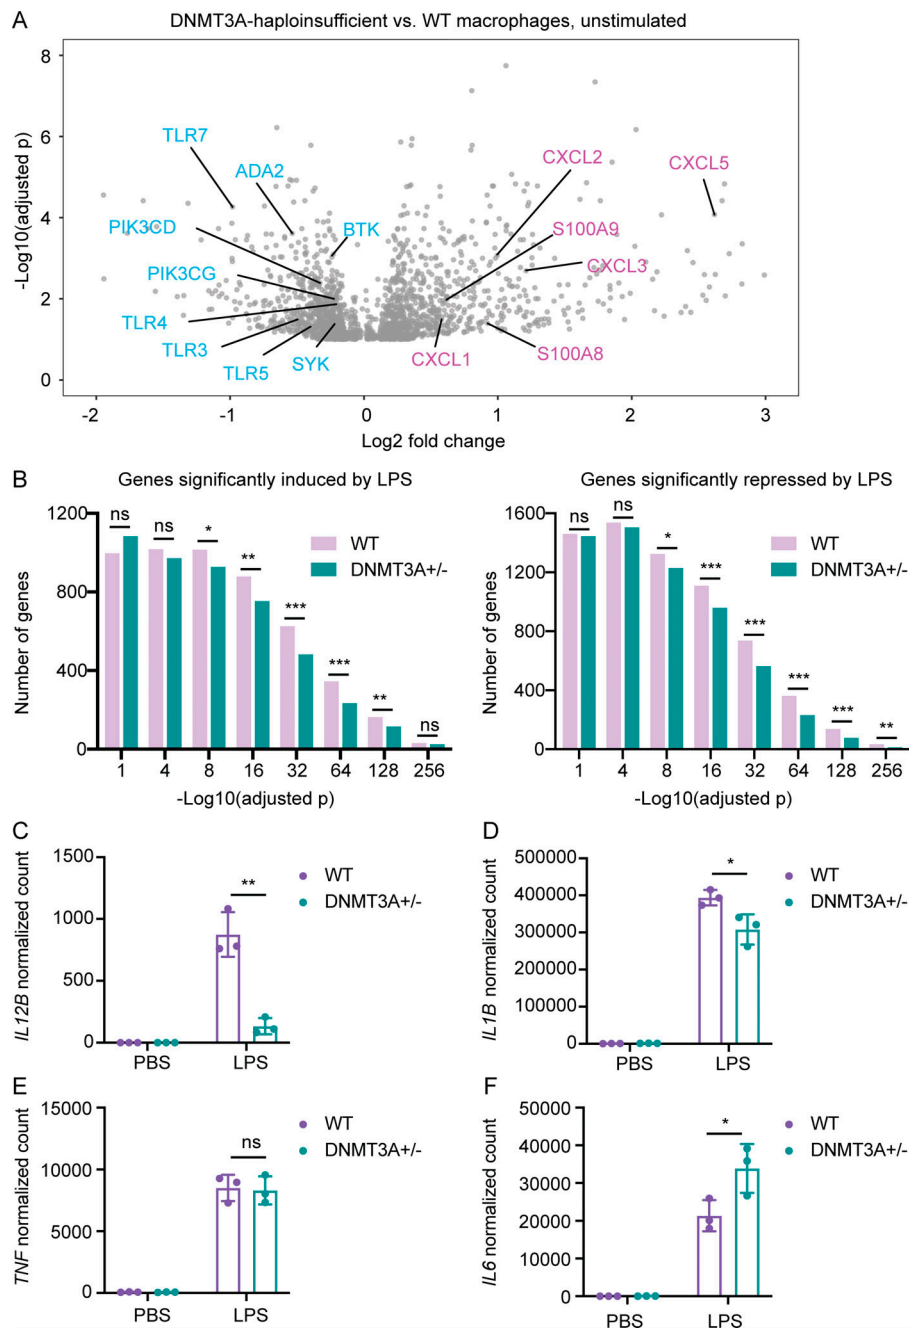 A
DNMT3A-haploinsufficient vs. WT macrophages, unstimulated
-Log10(adjusted p)
8
6
4
2
0
TLR7
ADA2
PIK3CD
BTK
PIK3CG
TLR4
TLR3
TLR5
SYK
CXCL2
CXCL5
S100A9
CXCL3
CXCL1
S100A8
-2 -1 0 1 2 3
Log2 fold change
B
Genes significantly induced by LPS
Number of genes
1200
800
400
0
ns ns * ** *** *** ** ns
WT
DNMT3A+/-
1 4 8 16 32 64 128 256
-Log10(adjusted p)
Genes significantly repressed by LPS
Number of genes
1600
1200
800
400
0
ns ns * *** *** *** *** **
WT
DNMT3A+/-
1 4 8 16 32 64 128 256
-Log10(adjusted p)
C
IL12B normalized count
1500
1000
500
0
**
WT
DNMT3A+/-
PBS LPS
D
IL1B normalized count
500000
400000
300000
200000
100000
0
*
WT
DNMT3A+/-
PBS LPS
E
TNF normalized count
15000
10000
5000
0
ns
WT
DNMT3A+/-
PBS LPS
F
IL6 normalized count
50000
40000
30000
20000
10000
0
*
WT
DNMT3A+/-
PBS LPS